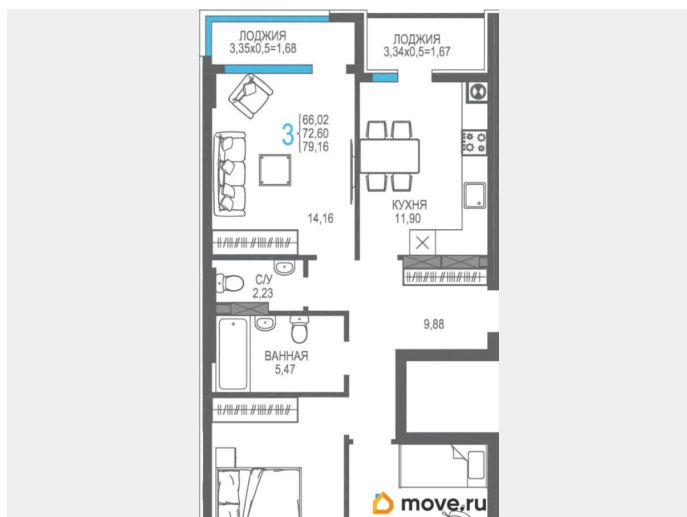 ЛОДЖИЯ
3,35x0,5=1,68
ЛОДЖИЯ
3,34x0,5=1,67
3
66,02
72,60
79,16
14,16
КУХНЯ
11,90
С/У
2,23
9,88
ВАННАЯ
5,47
move.ru